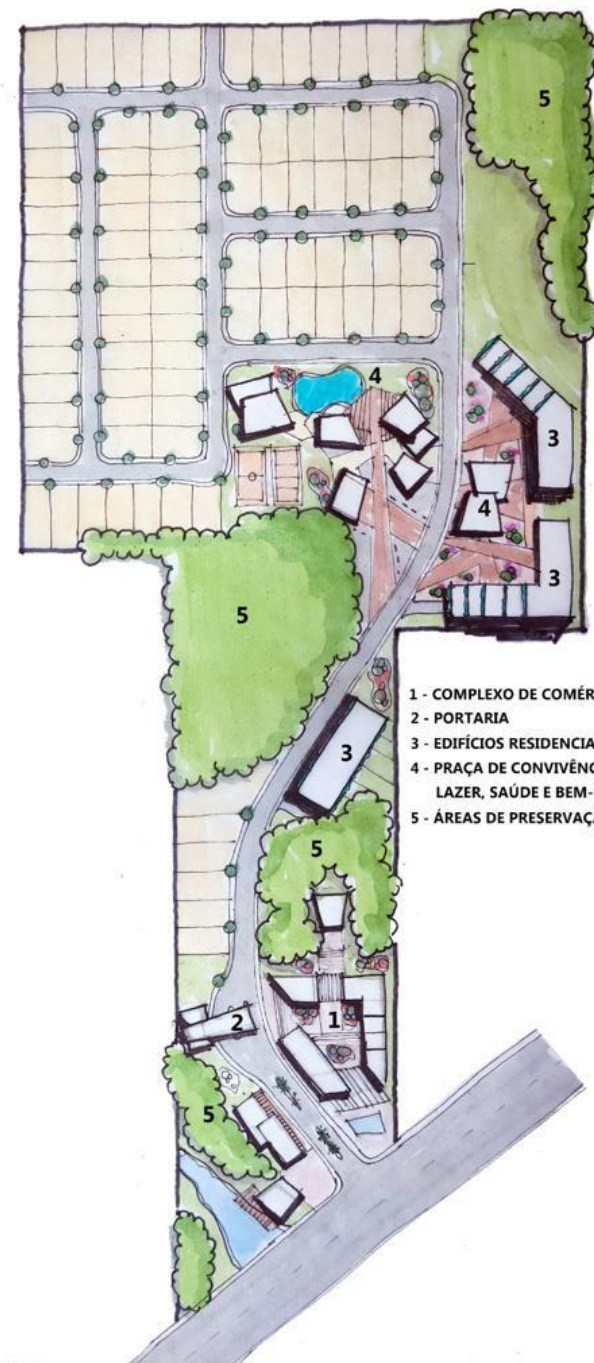 5
4
3
4
3
5
1 - COMPLEXO DE COMÉR
2 - PORTARIA
3 - EDIFÍCIOS RESIDENCIA
4 - PRAÇA DE CONVIVÊNC
LAZER, SAÚDE E BEM-
5 - ÁREAS DE PRESERVAÇ
3
5
2
1
5